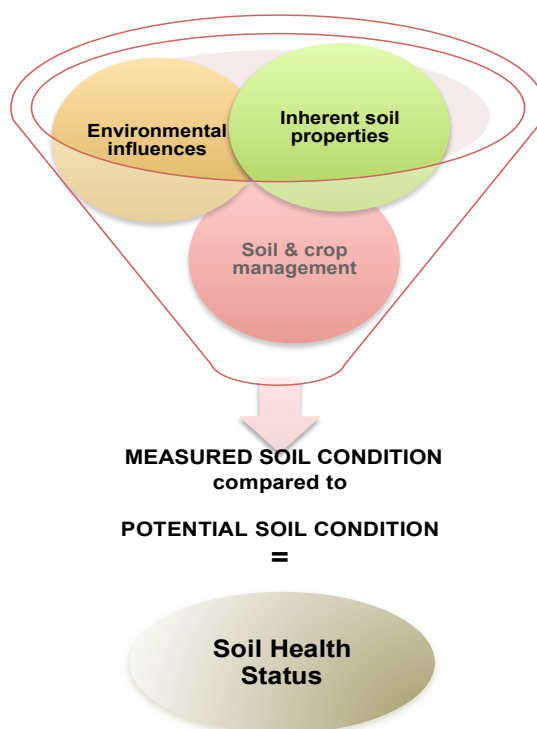 Environmental
influences
Inherent soil
properties
Soil & crop
management
MEASURED SOIL CONDITION
compared to
POTENTIAL SOIL CONDITION
=
Soil Health
Status